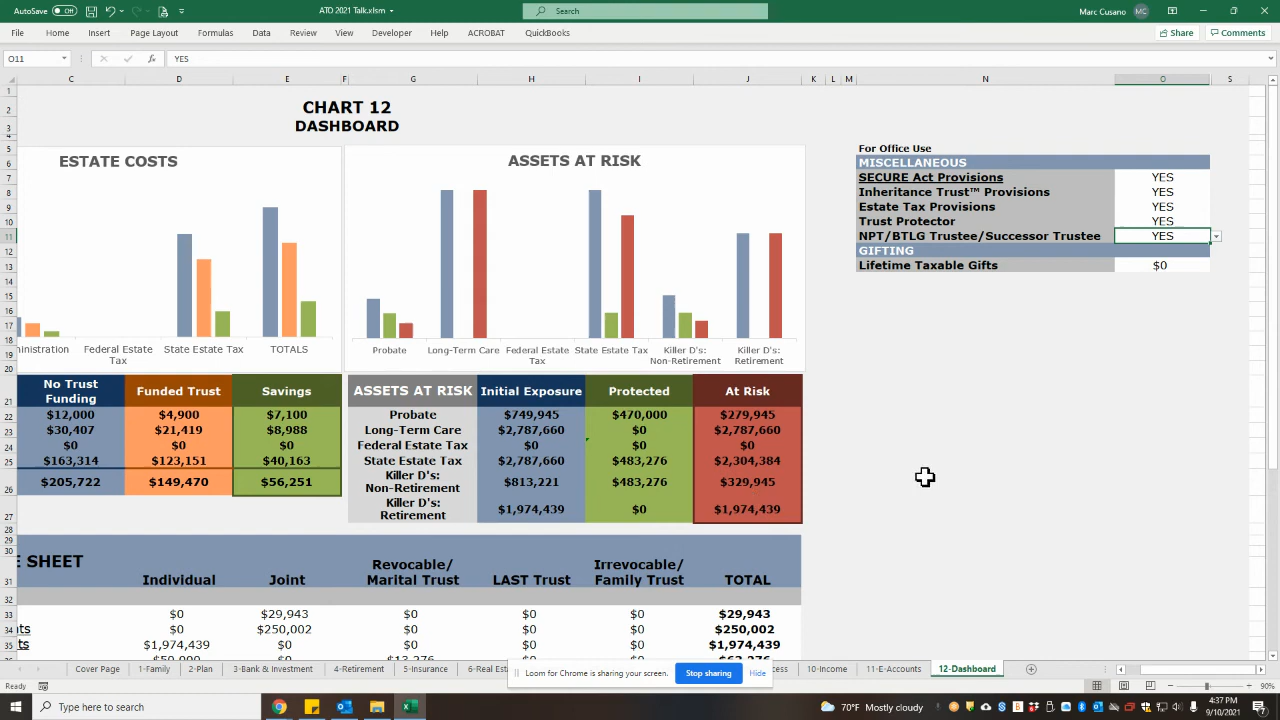 AutoSave Off ATO 2021 Talk.xlsm Search Marc Cusano MC
File Home Insert Page Layout Formulas Data Review View Developer Help ACROBAT QuickBooks Share Comments
O11 fx YES
C D E F G H I J K L M N O S
CHART 12
DASHBOARD
ESTATE COSTS
ASSETS AT RISK
ministration Federal Estate Tax State Estate Tax TOTALS
Probate Long-Term Care Federal Estate Tax State Estate Tax Killer D's: Non-Retirement Killer D's: Retirement
For Office Use
MISCELLANEOUS
SECURE Act Provisions YES
Inheritance Trust™ Provisions YES
Estate Tax Provisions YES
Trust Protector YES
NPT/BTLG Trustee/Successor Trustee YES
GIFTING
Lifetime Taxable Gifts $0
No Trust Funding Funded Trust Savings ASSETS AT RISK Initial Exposure Protected At Risk
$12,000 $4,900 $7,100 Probate $749,945 $470,000 $279,945
$30,407 $21,419 $8,988 Long-Term Care $2,787,660 $0 $2,787,660
$0 $0 $0 Federal Estate Tax $0 $0 $0
$163,314 $123,151 $40,163 State Estate Tax $2,787,660 $483,276 $2,304,384
$205,722 $149,470 $56,251 Killer D's: Non-Retirement $813,221 $483,276 $329,945
Killer D's: Retirement $1,974,439 $0 $1,974,439
E SHEET Individual Joint Revocable/ Marital Trust LAST Trust Irrevocable/ Family Trust TOTAL
$0 $29,943 $0 $0 $0 $29,943
nts $0 $250,002 $0 $0 $0 $250,002
ts $1,974,439 $0 $0 $0 $0 $1,974,439
Cover Page 1-Family 2-Plan 3-Bank & Investment 4-Retirement 5-Insurance 6-Real Esta 10-Income 11-E-Accounts 12-Dashboard
Loom for Chrome is sharing your screen. Stop sharing Hide
Ready 90%
Type here to search 70°F Mostly cloudy 4:37 PM
9/10/2021